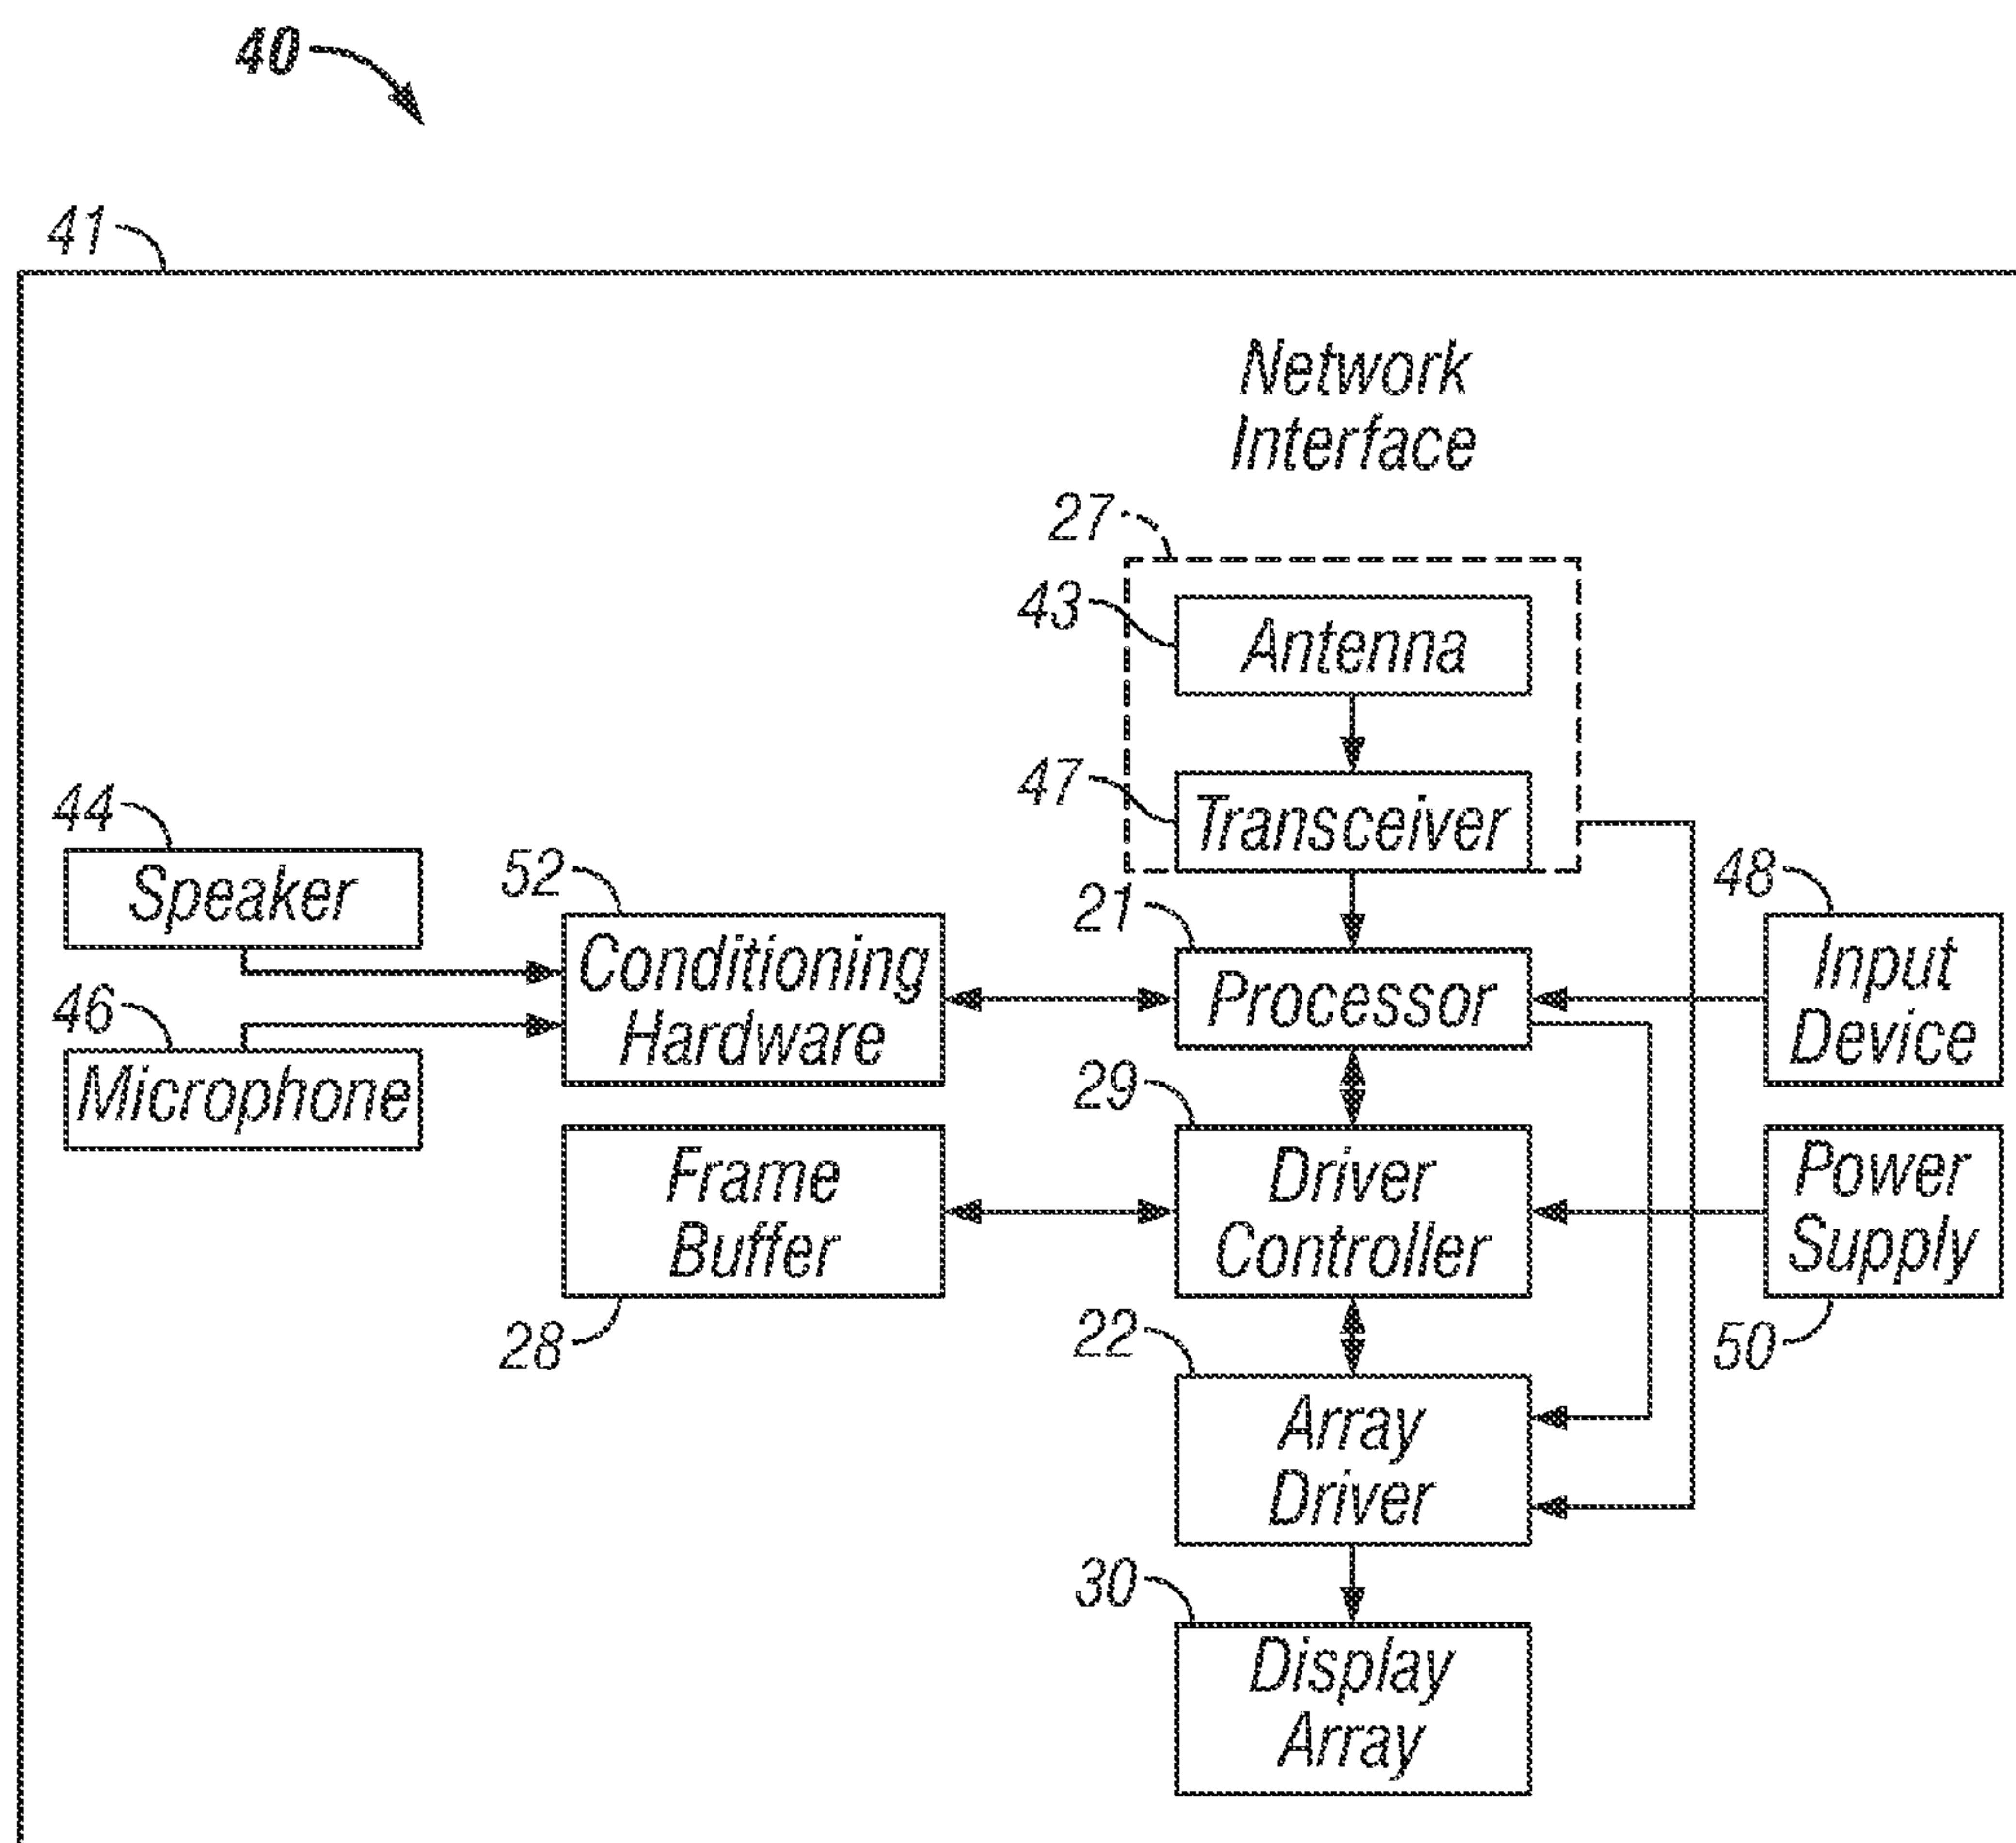 40
41
Network
Interface
27
43
Antenna
47
Transceiver
44
Speaker
52
Conditioning
Hardware
21
Processor
48
Input
Device
46
Microphone
29
Driver
Controller
Frame
Buffer
28
Power
Supply
50
22
Array
Driver
30
Display
Array